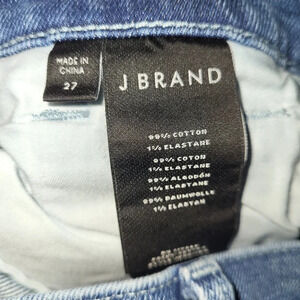 MADE IN
CHINA
27
J BRAND
99% COTTON
1% ELASTANE
99% COTON
1% ELASTANE
99% ALGODÓN
1% ELASTANE
99% BAUMWOLLE
1% ELASTAN